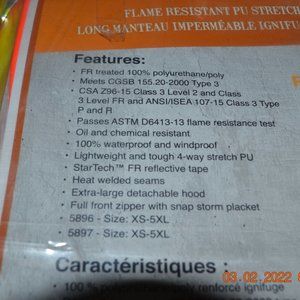 FLAME RESISTANT PU STRETCH
LONG MANTEAU IMPERMÉABLE IGNIFU
Features:
• FR treated 100% polyurethane/poly
• Meets CGSB 155.20-2000 Type 3
• CSA Z96-15 Class 3 Level 2 and Class
3 Level FR and ANSI/ISEA 107-15 Class 3 Type
P and R
• Passes ASTM D6413-13 flame resistance test
• Oil and chemical resistant
• 100% waterproof and windproof
• Lightweight and tough 4-way stretch PU
• StarTech™ FR reflective tape
• Heat welded seams
• Extra-large detachable hood
• Full front zipper with snap storm placket
• 5896 - Size: XS-5XL
• 5897 - Size: XS-5XL
Caractéristiques :
03.02.2022
• 100 % renforce ignifuge